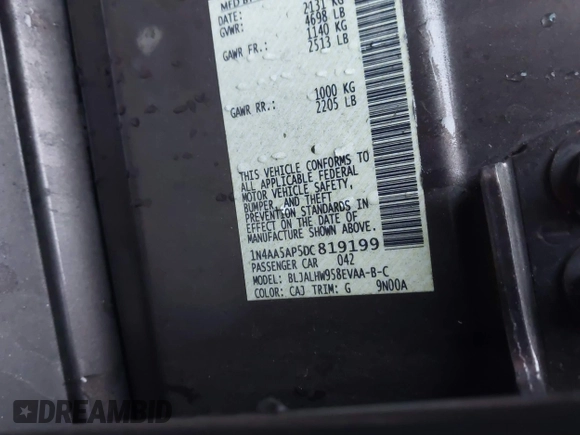 MFD BY
DATE:
2131 KG
GVWR: 4698 LB
1140 KG
GAWR FR.: 2513 LB
1000 KG
GAWR RR.: 2205 LB
THIS VEHICLE CONFORMS TO
ALL APPLICABLE FEDERAL
MOTOR VEHICLE SAFETY,
BUMPER, AND THEFT
PREVENTION STANDARDS IN
EFFECT ON THE DATE OF
MANUFACTURE SHOWN ABOVE.
1N4AA5AP5DC819199
PASSENGER CAR 042
MODEL: BLJALHW958EVAA-B-C
COLOR: CAJ TRIM: G 9N00A
DREAMBID